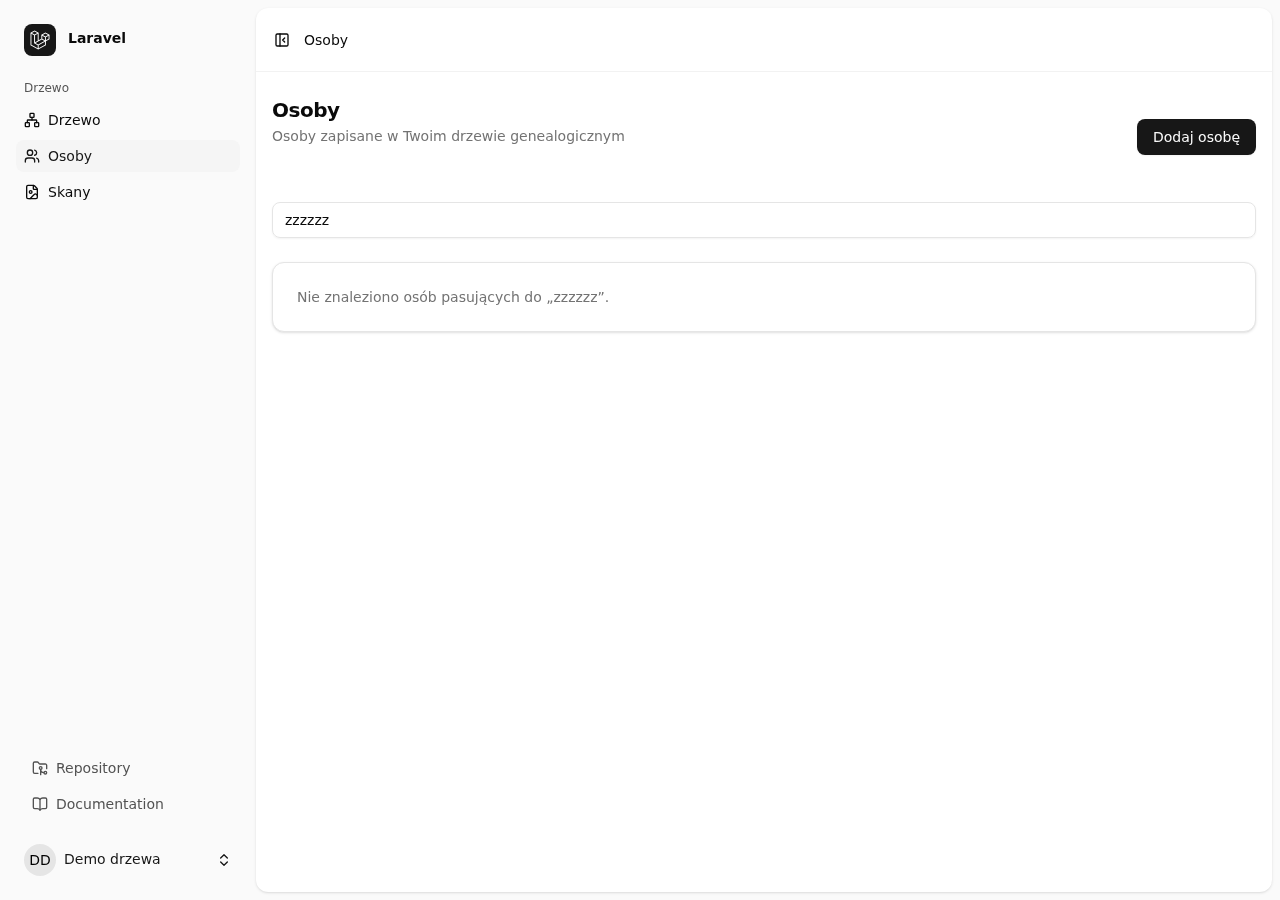 Laravel
Drzewo
Drzewo
Osoby
Skany
Repository
Documentation
DD
Demo drzewa
Osoby
Osoby
Osoby zapisane w Twoim drzewie genealogicznym
Dodaj osobę
zzzzzz
Nie znaleziono osób pasujących do „zzzzzz”.